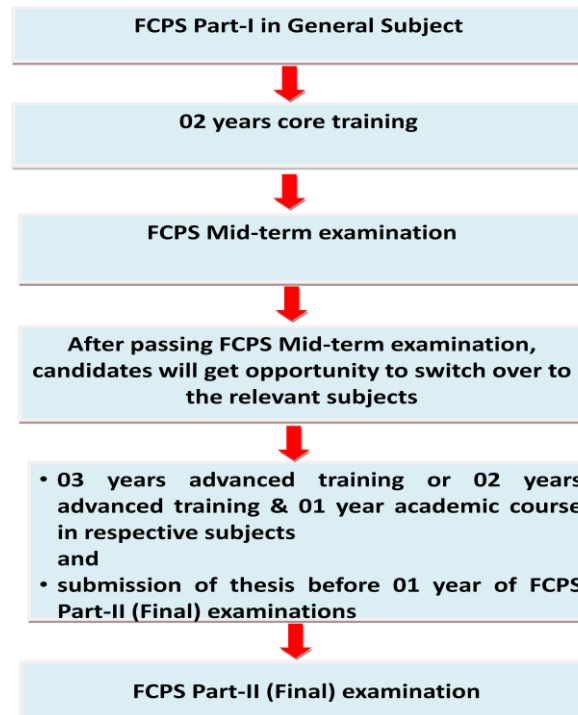 FCPS Part-I in General Subject
02 years core training
FCPS Mid-term examination
After passing FCPS Mid-term examination,
candidates will get opportunity to switch over to
the relevant subjects
• 03 years advanced training or 02 years
advanced training & 01 year academic course
in respective subjects
and
• submission of thesis before 01 year of FCPS
Part-II (Final) examinations
FCPS Part-II (Final) examination